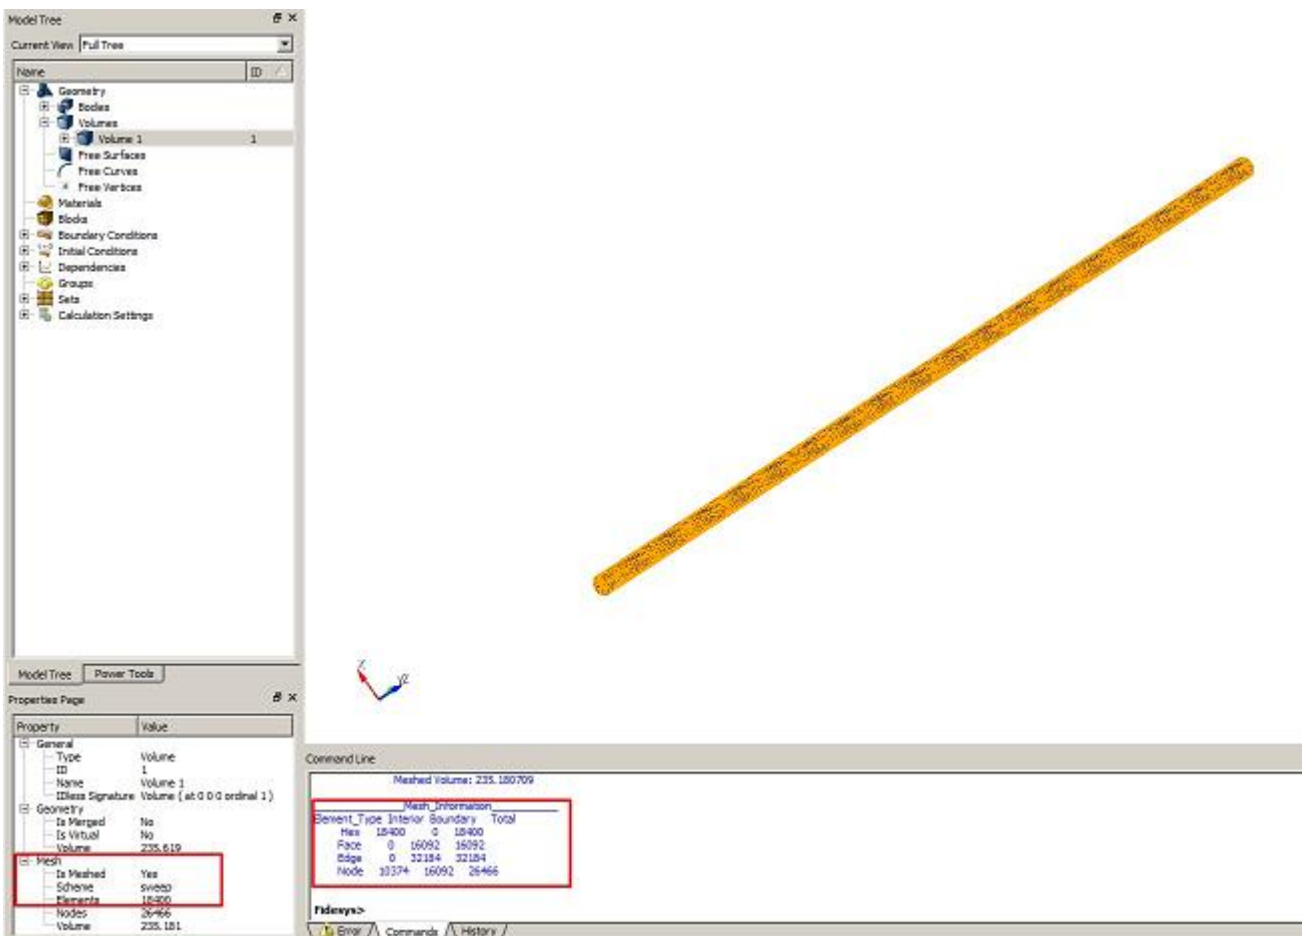 Model Tree
Current View Full Tree
Name ID
Geometry
Bodies
Volumes
Volume 1 1
Free Surfaces
Free Curves
Free Vertices
Materials
Blocks
Boundary Conditions
Initial Conditions
Dependencies
Groups
Sets
Calculation Settings
Model Tree Power Tools
Properties Page
Property Value
General
Type Volume
ID 1
Name Volume 1
IDless Signature Volume ( at 0 0 0 ordinal 1 )
Geometry
Is Merged No
Is Virtual No
Volume 235.619
Mesh
Is Meshed Yes
Scheme sweep
Elements 18400
Nodes 26466
Volume 235.181
Command Line
Meshed Volume: 235.180709
Mesh_Information
Element_Type Interior Boundary Total
Hex 18400 0 18400
Face 0 16092 16092
Edge 0 32184 32184
Node 10374 16092 26466
Fidesys>
Error Commands History